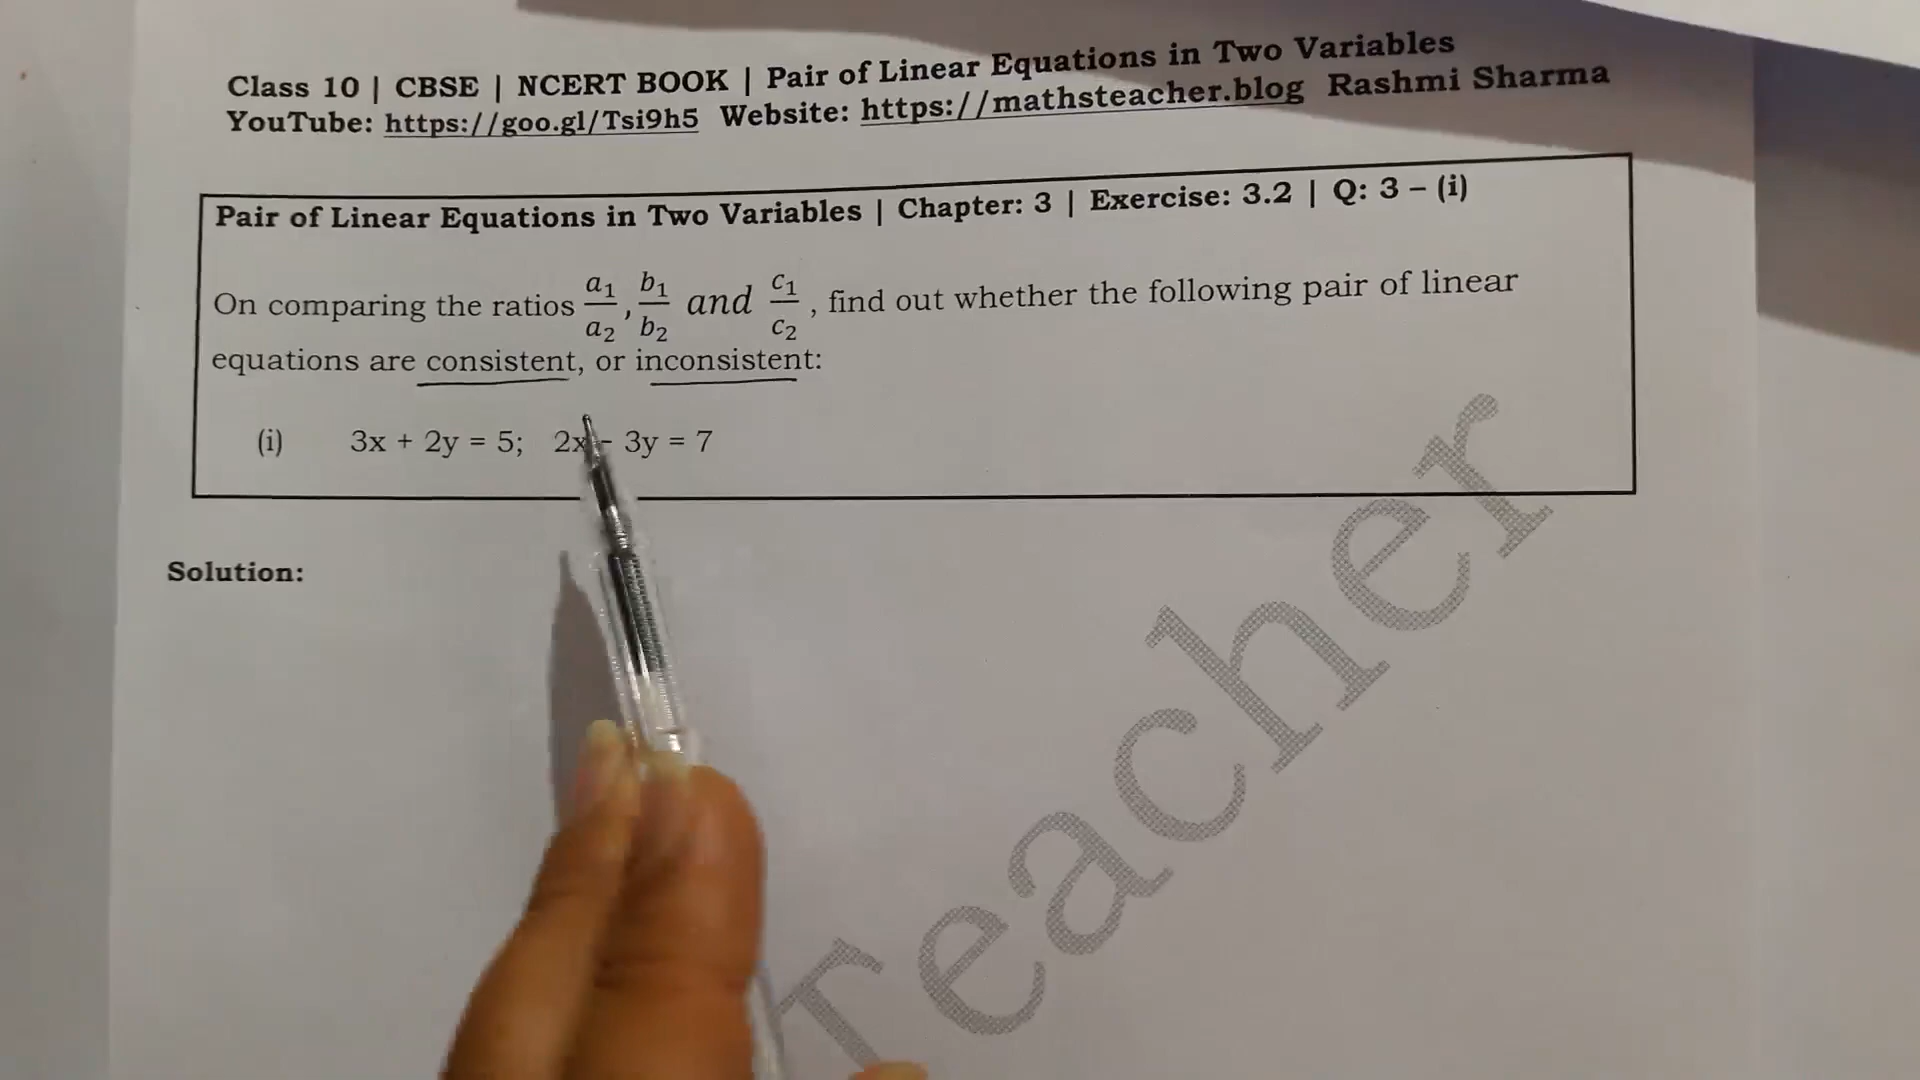 Class 10 | CBSE | NCERT BOOK | Pair of Linear Equations in Two Variables
YouTube: https://goo.gl/Tsi9h5 Website: https://mathsteacher.blog Rashmi Sharma
Pair of Linear Equations in Two Variables | Chapter: 3 | Exercise: 3.2 | Q: 3 – (i)
On comparing the ratios a₁/a₂, b₁/b₂ and c₁/c₂, find out whether the following pair of linear
equations are consistent, or inconsistent:
(i) 3x + 2y = 5; 2x – 3y = 7
Solution:
Teacher